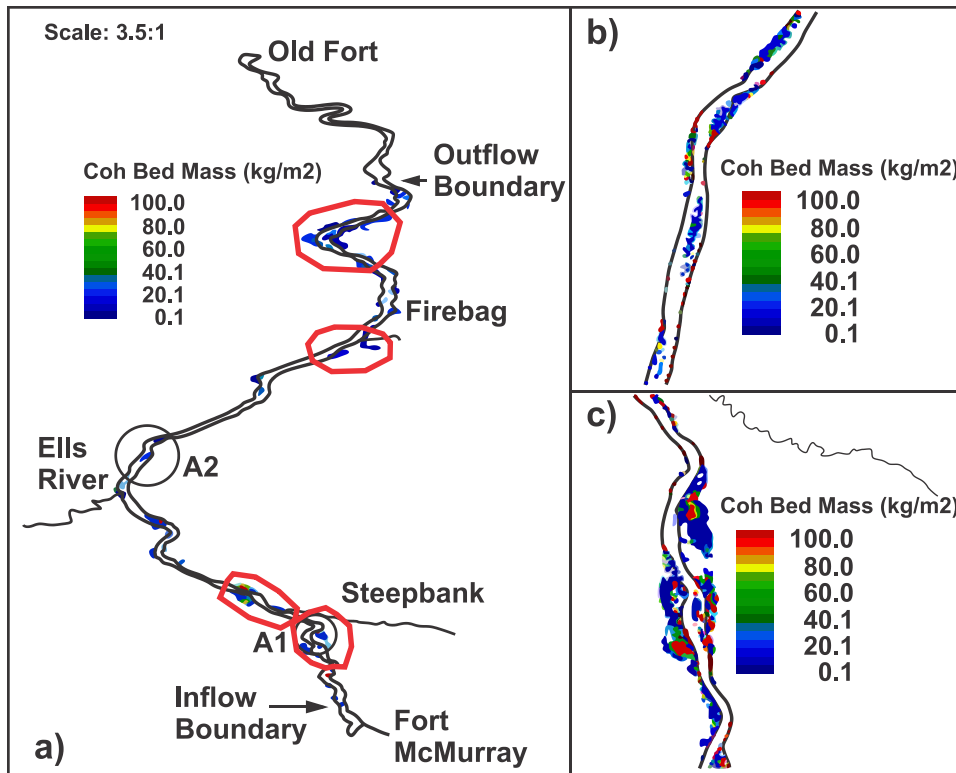 a)
Scale: 3.5:1
Old Fort
Coh Bed Mass (kg/m2)
100.0
80.0
60.0
40.1
20.1
0.1
Outflow
Boundary
Firebag
Ells
River
A2
Steepbank
A1
Inflow
Boundary
Fort
McMurray
b)
Coh Bed Mass (kg/m2)
100.0
80.0
60.0
40.1
20.1
0.1
c)
Coh Bed Mass (kg/m2)
100.0
80.0
60.0
40.1
20.1
0.1